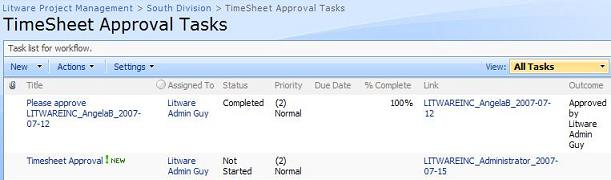 Litware Project Management > South Division > TimeSheet Approval Tasks
TimeSheet Approval Tasks
Task list for workflow.
New Actions Settings View: All Tasks
Title Assigned To Status Priority Due Date % Complete Link Outcome
Please approve LITWAREINC_AngelaB_2007-07-12 Litware Admin Guy Completed (2) Normal 100% LITWAREINC_AngelaB_2007-07-12 Approved by Litware Admin Guy
Timesheet Approval ! NEW Litware Admin Guy Not Started (2) Normal LITWAREINC_Administrator_2007-07-15